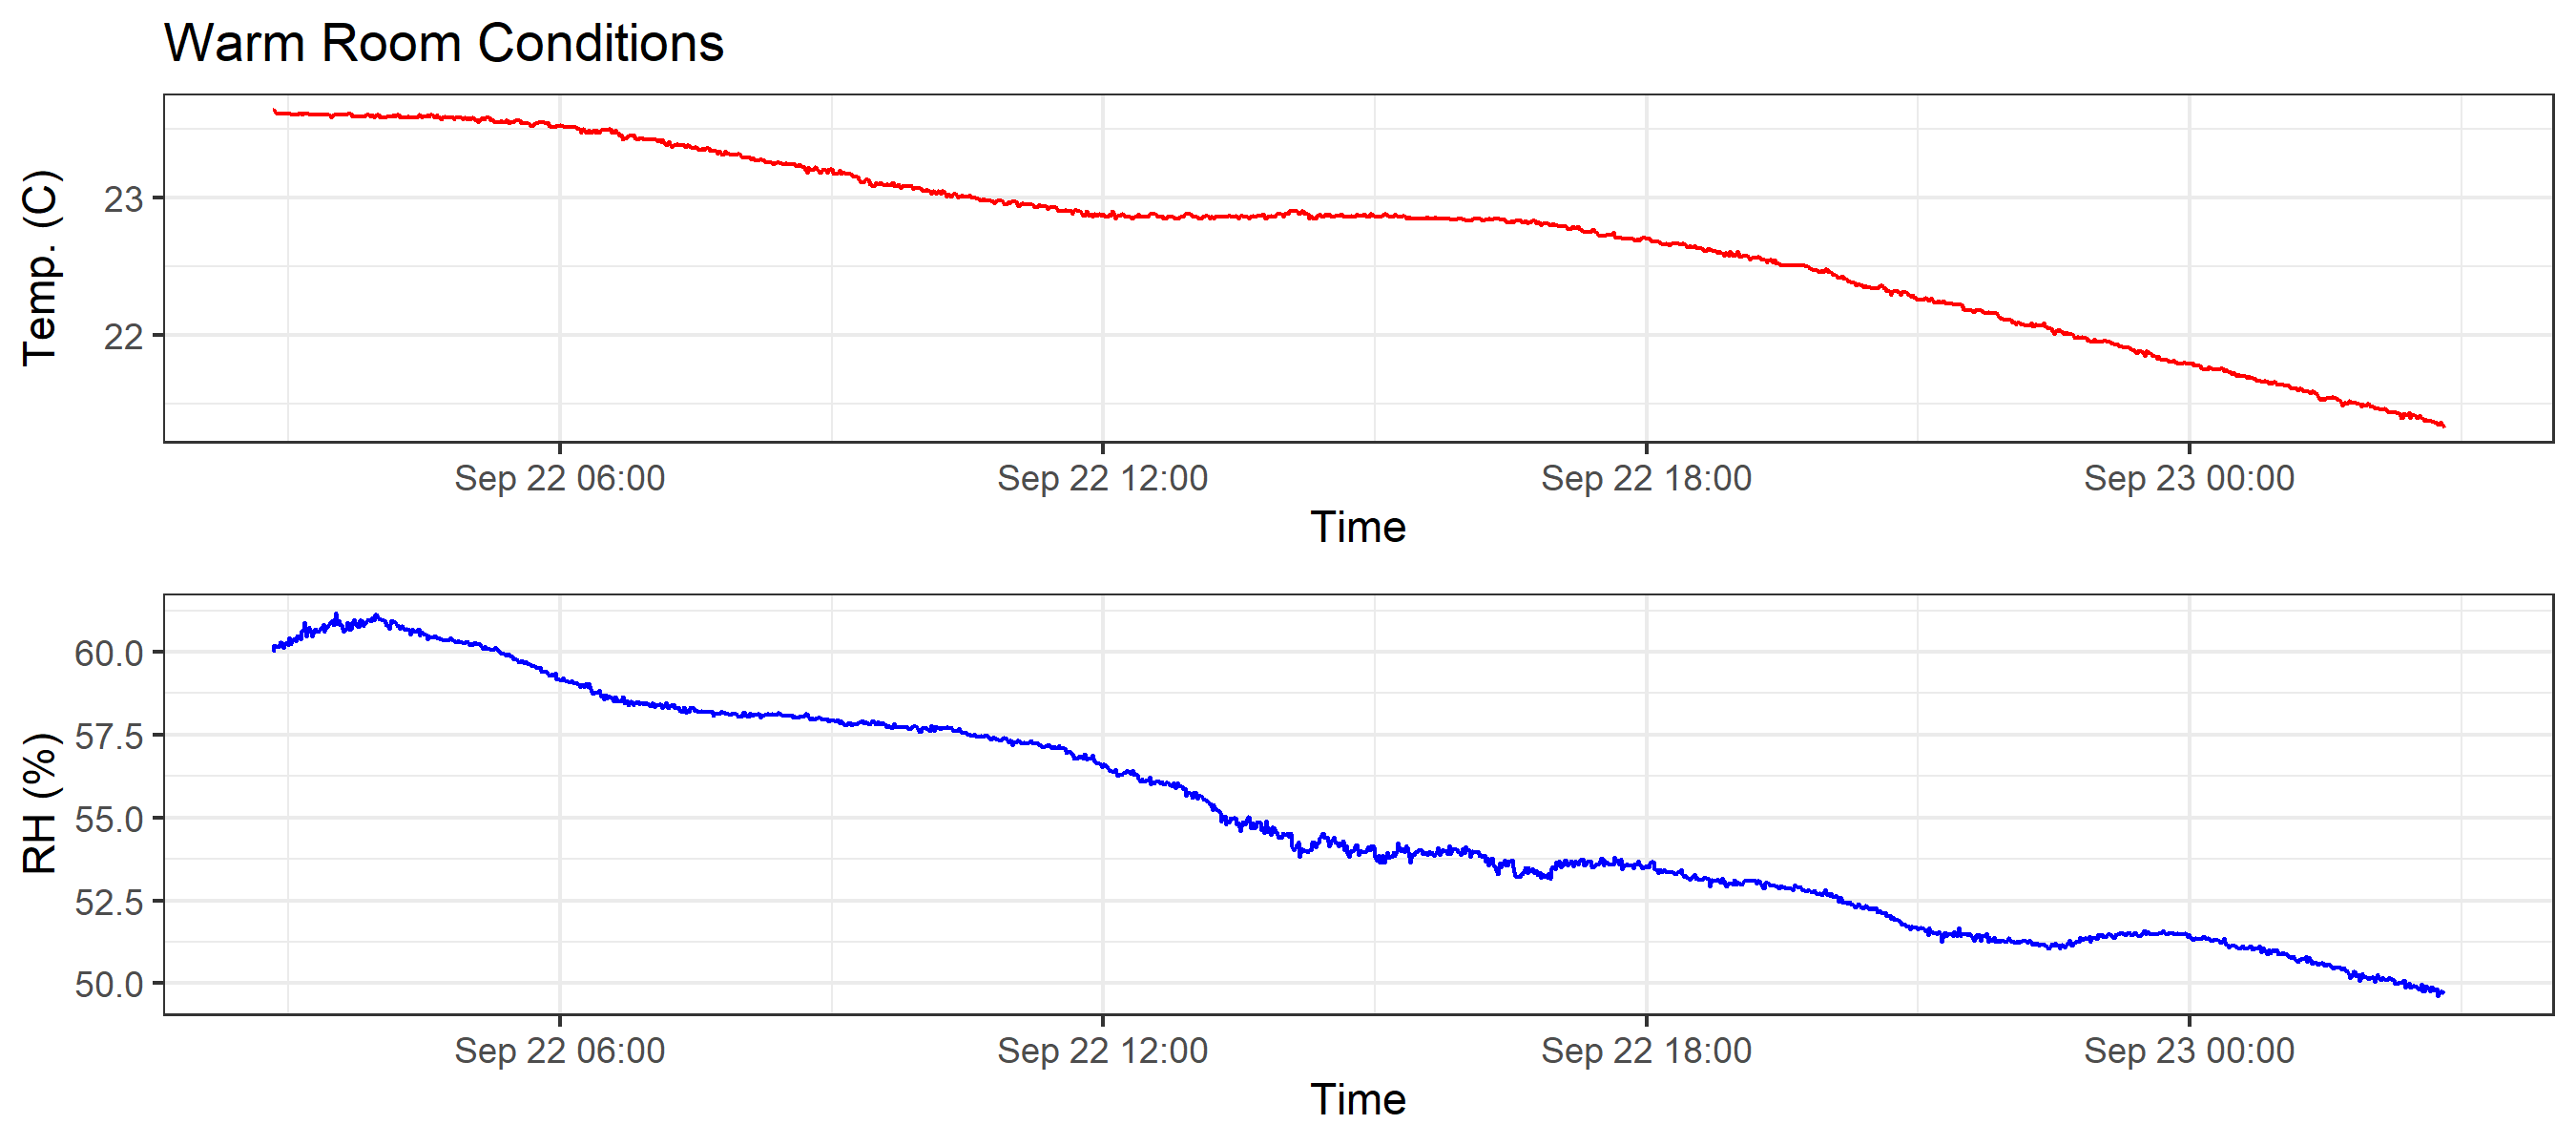 Warm Room Conditions
Temp. (C)
23
22
Sep 22 06:00 Sep 22 12:00 Sep 22 18:00 Sep 23 00:00
Time
RH (%)
60.0
57.5
55.0
52.5
50.0
Sep 22 06:00 Sep 22 12:00 Sep 22 18:00 Sep 23 00:00
Time